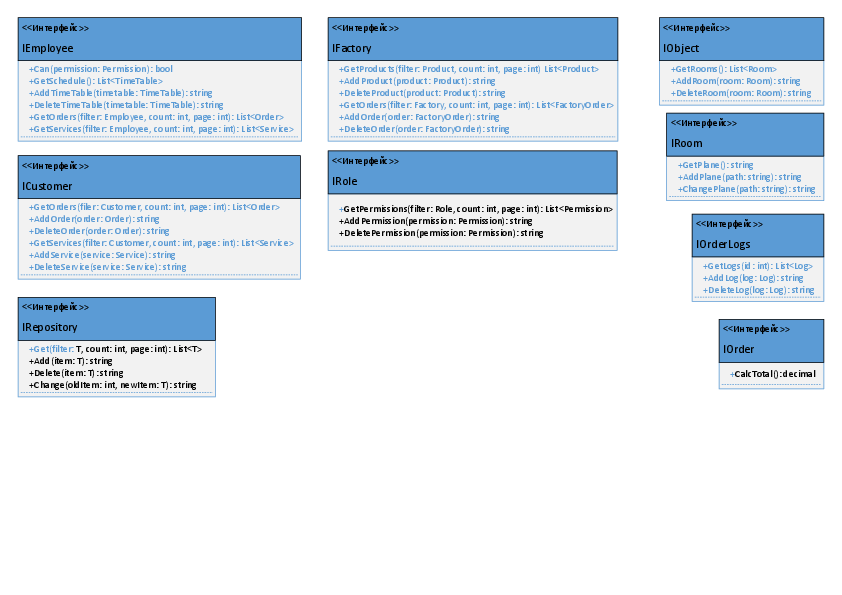 <<Интерфейс>>
IEmployee
+Can(permission: Permission): bool
+GetSchedule(): List<TimeTable>
+AddTimeTable(timetable: TimeTable): string
+DeleteTimeTable(timetable: TimeTable): string
+GetOrders(filter: Employee, count: int, page: int): List<Order>
+GetServices(filter: Employee, count: int, page: int): List<Service>
<<Интерфейс>>
ICustomer
+GetOrders(filer: Customer, count: int, page: int): List<Order>
+AddOrder(order: Order): string
+DeleteOrder(order: Order): string
+GetServices(filter: Customer, count: int, page: int): List<Service>
+AddService(service: Service): string
+DeleteService(service: Service): string
<<Интерфейс>>
IRepository
+Get(filter: T, count: int, page: int): List<T>
+Add(item: T): string
+Delete(item: T): string
+Change(oldItem: int, newItem: T): string
<<Интерфейс>>
IFactory
+GetProducts(filter: Product, count: int, page: int) List<Product>
+AddProduct(product: Product): string
+DeleteProduct(product: Product): string
+GetOrders(filter: Factory, count: int, page: int): List<FactoryOrder>
+AddOrder(order: FactoryOrder): string
+DeleteOrder(order: FactoryOrder): string
<<Интерфейс>>
IRole
+GetPermissions(filter: Role, count: int, page: int): List<Permission>
+AddPermission(permission: Permission): string
+DeletePermission(permission: Permission): string
<<Интерфейс>>
IObject
+GetRooms(): List<Room>
+AddRoom(room: Room): string
+DeleteRoom(room: Room): string
<<Интерфейс>>
IRoom
+GetPlane(): string
+AddPlane(path: string): string
+ChangePlane(path: string): string
<<Интерфейс>>
IOrderLogs
+GetLogs(id: int): List<Log>
+AddLog(log: Log): string
+DeleteLog(log: Log): string
<<Интерфейс>>
IOrder
+CalcTotal(): decimal